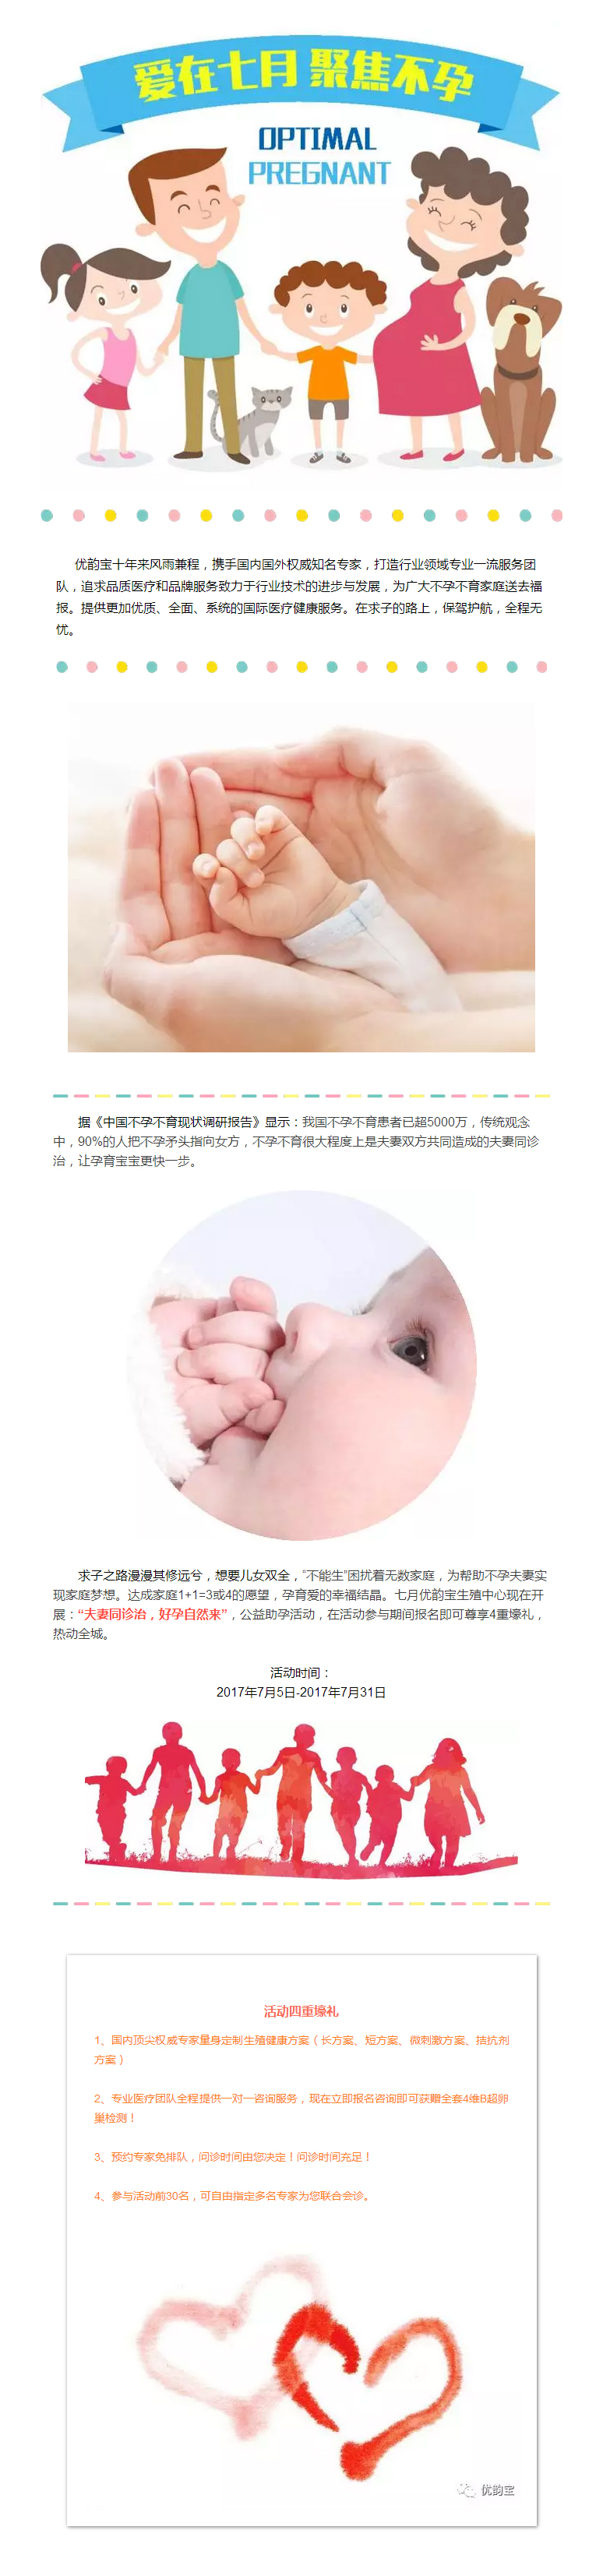 爱在七月 聚焦不孕
OPTIMAL
PREGNANT
优韵宝十年来风雨兼程，携手国内国外权威知名专家，打造行业领域专业一流服务团
队，追求品质医疗和品牌服务致力于行业技术的进步与发展，为广大不孕不育家庭送去福
报。提供更加优质、全面、系统的国际医疗健康服务。在求子的路上，保驾护航，全程无
忧。
据《中国不孕不育现状调研报告》显示：我国不孕不育患者已超5000万，传统观念
中，90%的人把不孕矛头指向女方，不孕不育很大程度上是夫妻双方共同造成的夫妻同诊
治，让孕育宝宝更快一步。
求子之路漫漫其修远兮，想要儿女双全，“不能生”困扰着无数家庭，为帮助不孕夫妻实
现家庭梦想。达成家庭1+1=3或4的愿望，孕育爱的幸福结晶。七月优韵宝生殖中心现在开
展：“夫妻同诊治，好孕自然来”，公益助孕活动，在活动参与期间报名即可尊享4重壕礼，
热动全城。
活动时间：
2017年7月5日-2017年7月31日
活动四重壕礼
1、国内顶尖权威专家量身定制生殖健康方案（长方案、短方案、微刺激方案、拮抗剂
方案）
2、专业医疗团队全程提供一对一咨询服务，现在立即报名咨询即可获赠全套4维B超卵
巢检测！
3、预约专家免排队，问诊时间由您决定！问诊时间充足！
4、参与活动前30名，可自由指定多名专家为您联合会诊。
优韵宝